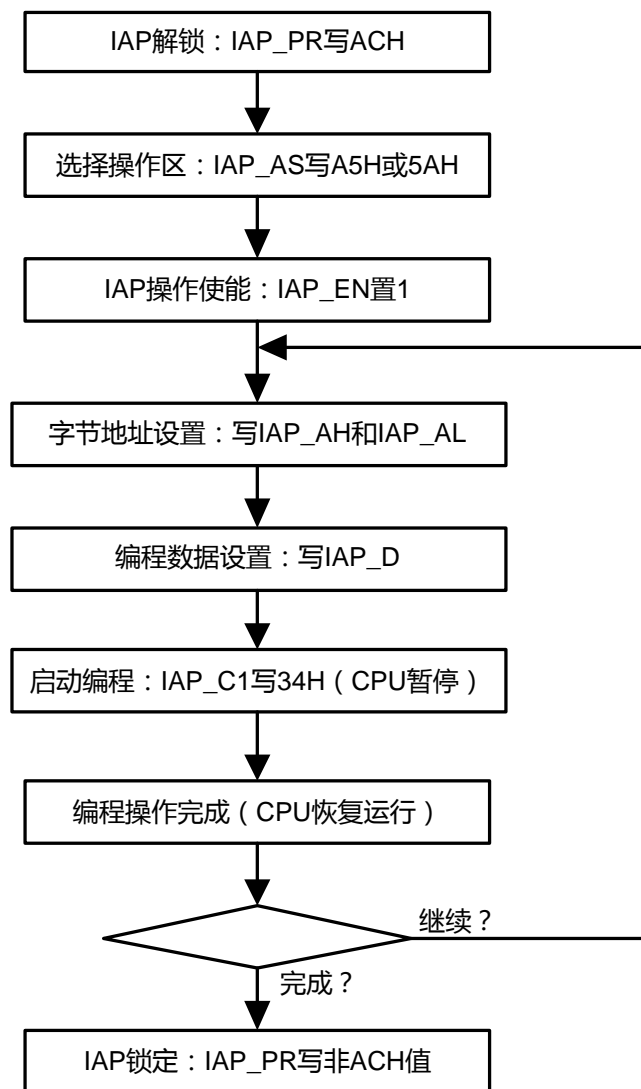 IAP解锁：IAP_PR写ACH
选择操作区：IAP_AS写A5H或5AH
IAP操作使能：IAP_EN置1
字节地址设置：写IAP_AH和IAP_AL
编程数据设置：写IAP_D
启动编程：IAP_C1写34H（CPU暂停）
编程操作完成（CPU恢复运行）
继续？
完成？
IAP锁定：IAP_PR写非ACH值